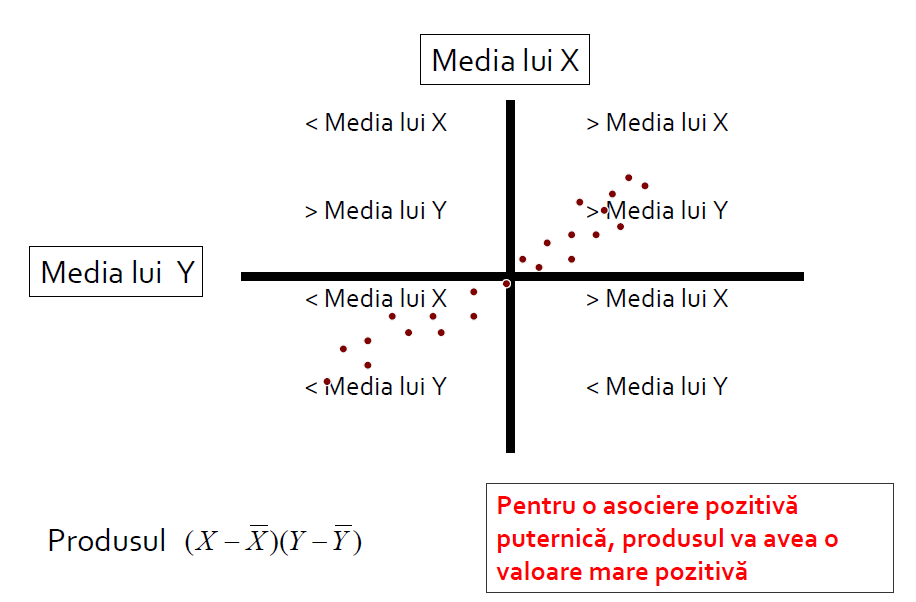 Media lui X
< Media lui X
> Media lui X
> Media lui Y
> Media lui Y
Media lui Y
< Media lui X
> Media lui X
< Media lui Y
< Media lui Y
Produsul (X − X̅)(Y − Y̅)
Pentru o asociere pozitivă
puternică, produsul va avea o
valoare mare pozitivă